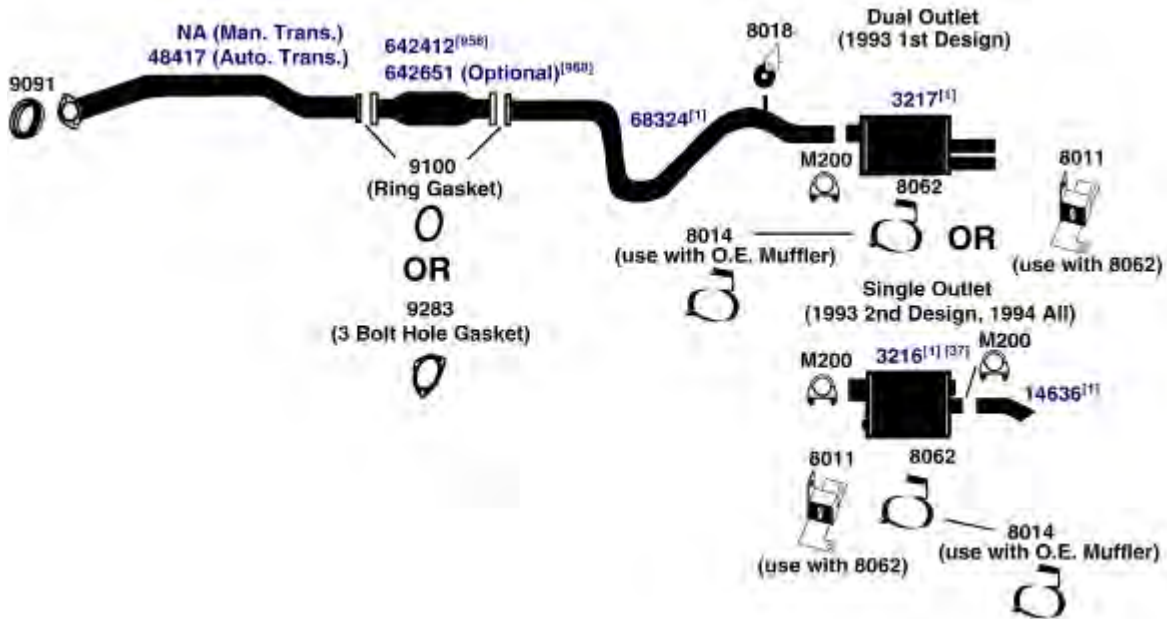 NA (Man. Trans.)
48417 (Auto. Trans.)
9091
642412[958]
642651 (Optional)[968]
9100
(Ring Gasket)
OR
9283
(3 Bolt Hole Gasket)
68324[1]
8018
Dual Outlet
(1993 1st Design)
3217[1]
M200
8062
8014
(use with O.E. Muffler)
OR
8011
(use with 8062)
Single Outlet
(1993 2nd Design, 1994 All)
M200
3216[1] [37]
M200
14636[1]
8011
(use with 8062)
8062
8014
(use with O.E. Muffler)